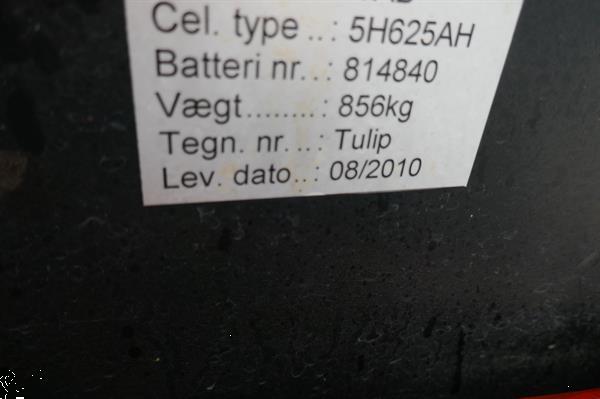 Cel. type ..: 5H625AH
Batteri nr. .: 814840
Vægt........: 856kg
Tegn. nr. ..: Tulip
Lev. dato..: 08/2010